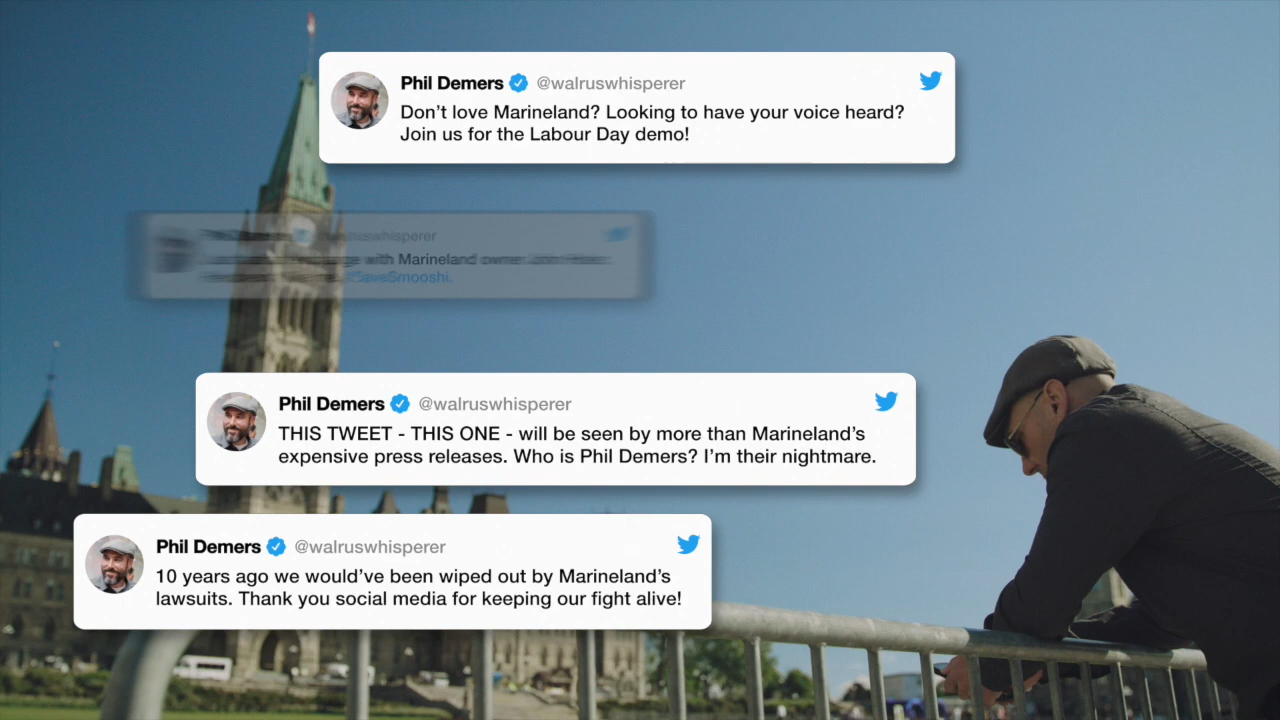 Phil Demers @walruswhisperer
Don't love Marineland? Looking to have your voice heard?
Join us for the Labour Day demo!
with Marineland owner
#SaveSmooshi.
Phil Demers @walruswhisperer
THIS TWEET - THIS ONE - will be seen by more than Marineland's
expensive press releases. Who is Phil Demers? I'm their nightmare.
Phil Demers @walruswhisperer
10 years ago we would've been wiped out by Marineland's
lawsuits. Thank you social media for keeping our fight alive!